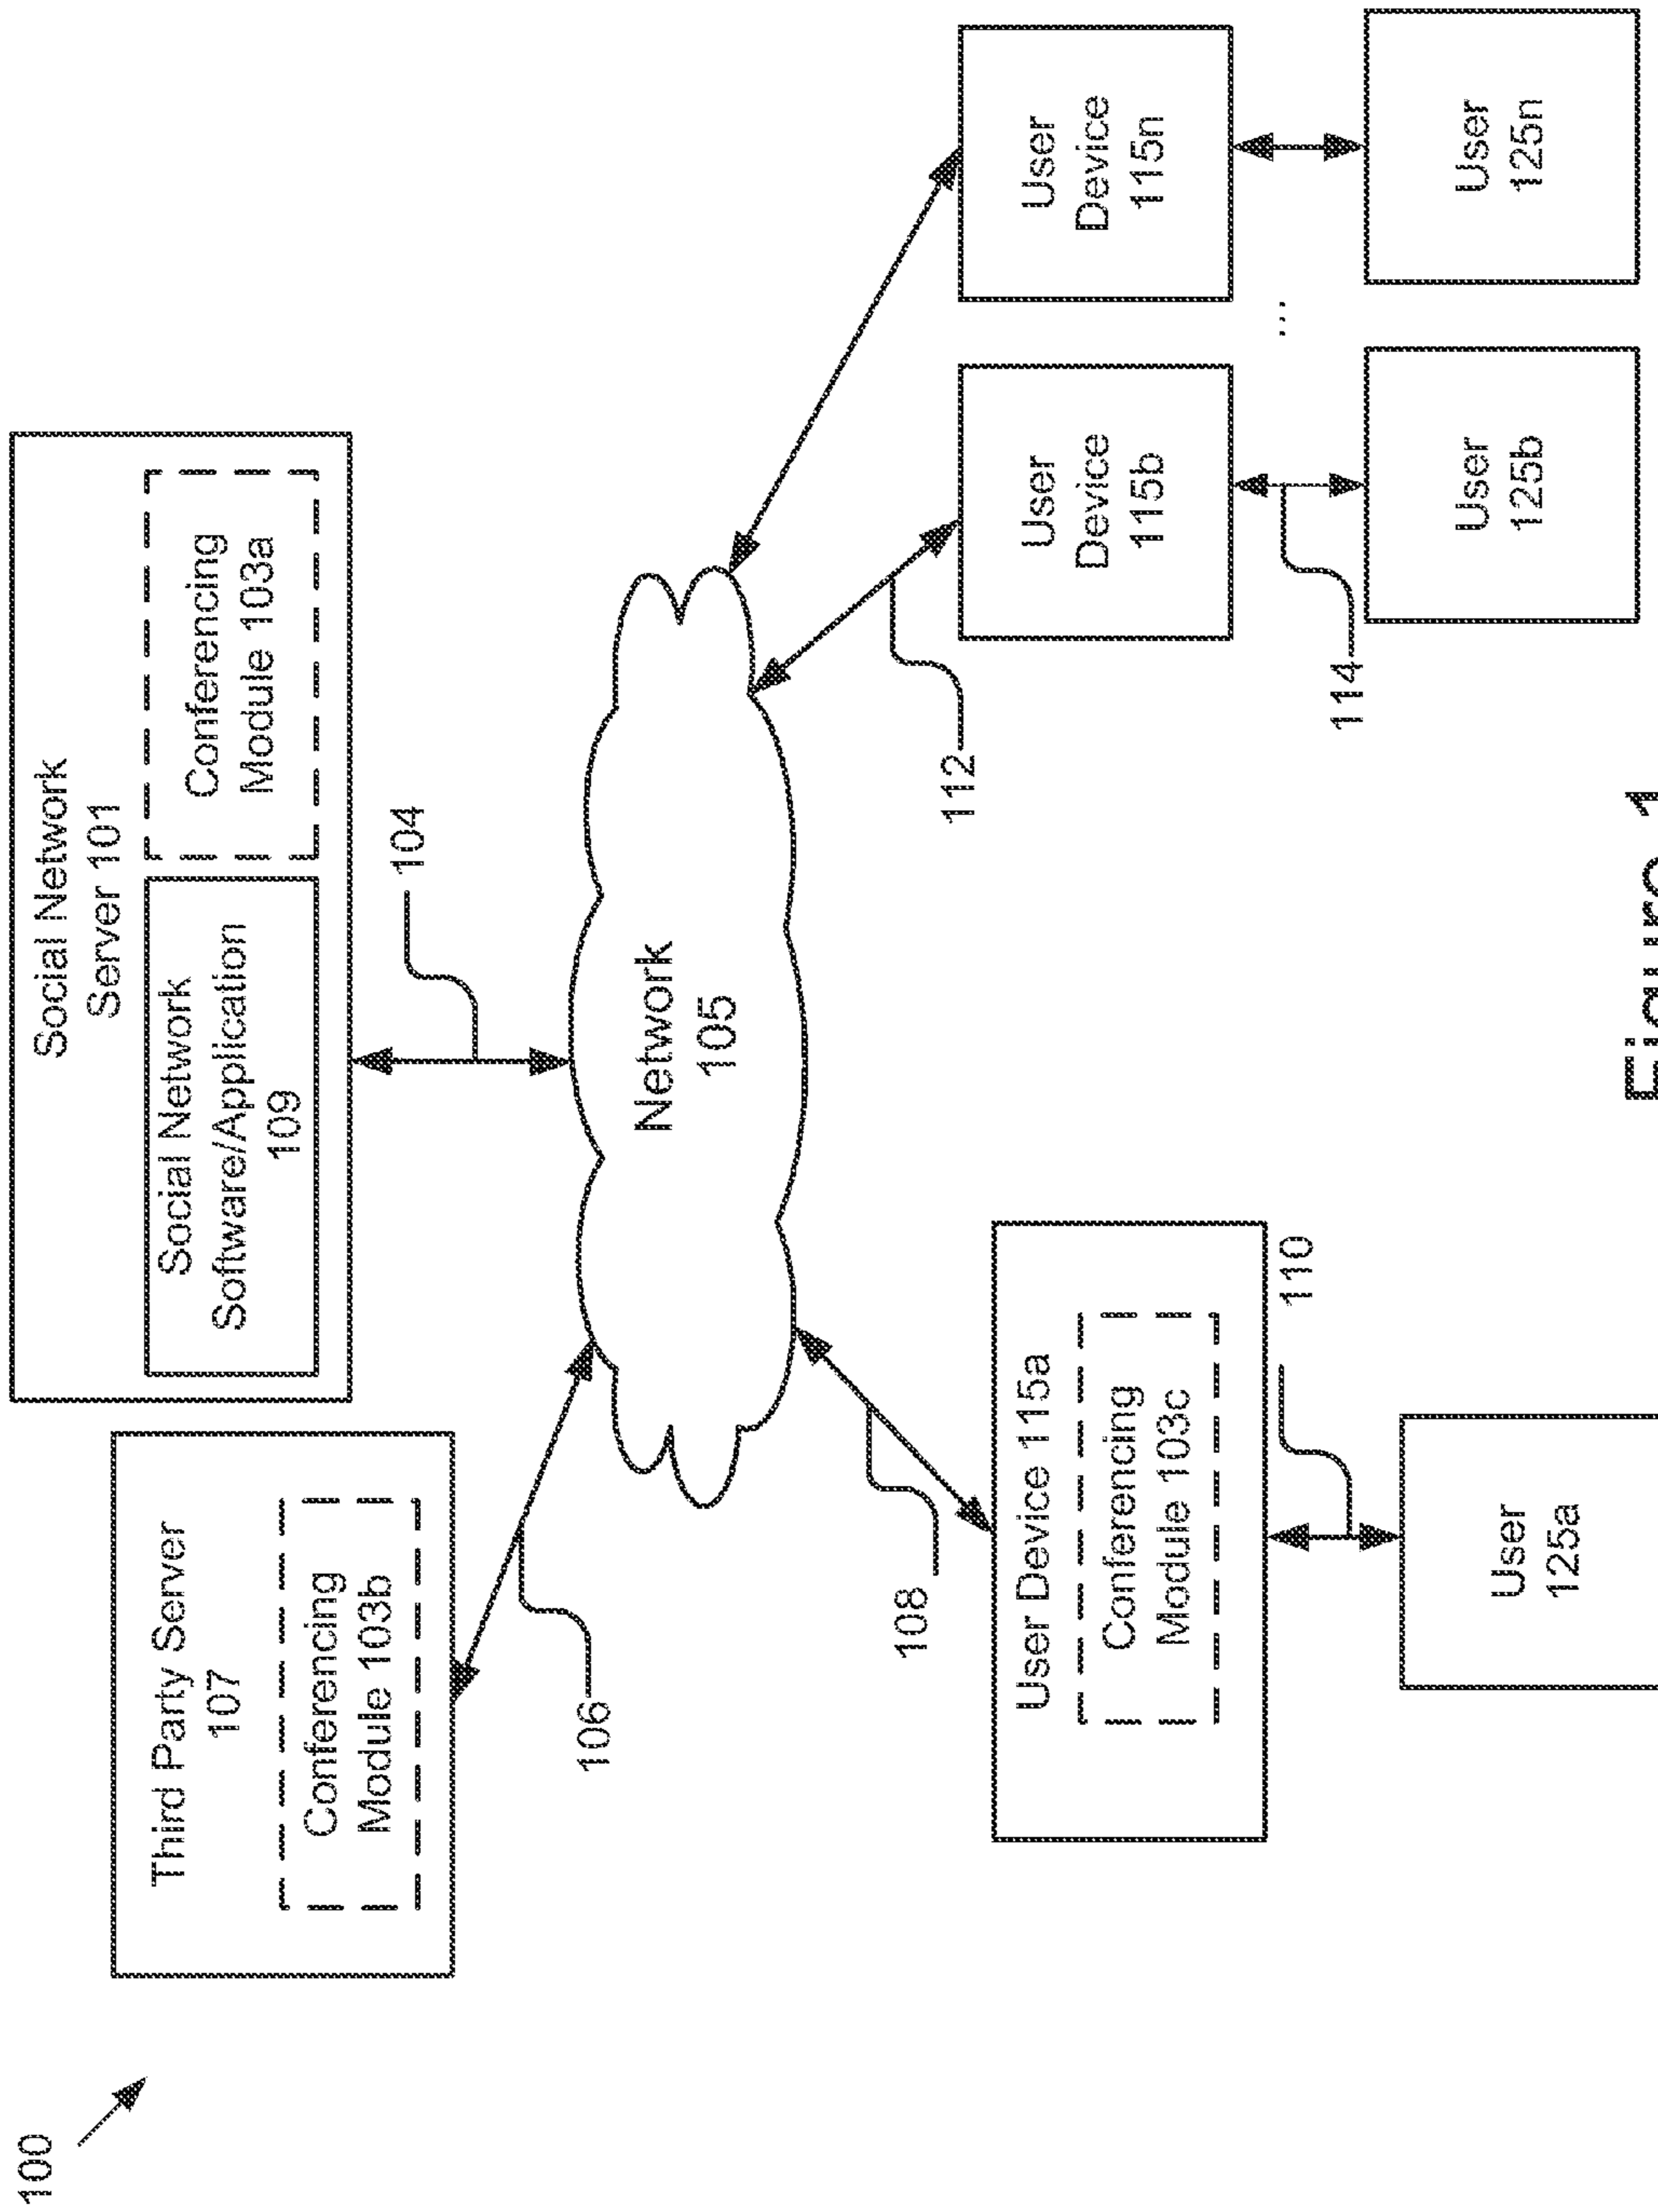 100
Social Network
Server 101
Social Network
Software/Application
109
Conferencing
Module 103a
Third Party Server
107
Conferencing
Module 103b
104
106
Network
105
108
112
User Device 115a
Conferencing
Module 103c
User
Device
115b
User
Device
115n
110
114
...
User
125a
User
125b
User
125n
Figure 1